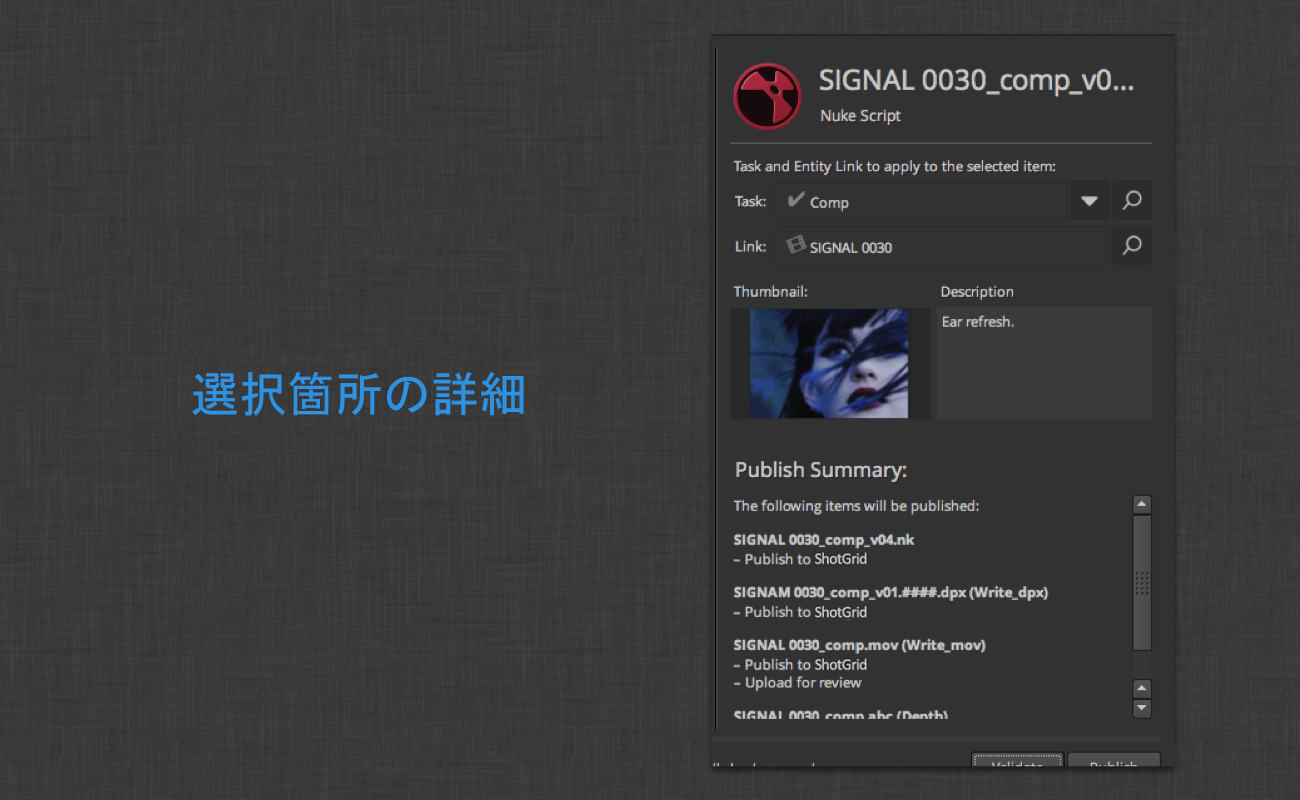 選択箇所の詳細
SIGNAL 0030_comp_v0...
Nuke Script
Task and Entity Link to apply to the selected item:
Task: Comp
Link: SIGNAL 0030
Thumbnail: Description
Ear refresh.
Publish Summary:
The following items will be published:
SIGNAL 0030_comp_v04.nk
– Publish to ShotGrid
SIGNAM 0030_comp_v01.####.dpx (Write_dpx)
– Publish to ShotGrid
SIGNAL 0030_comp.mov (Write_mov)
– Publish to ShotGrid
– Upload for review
SIGNAL 0030_comp.abc (Depth)
Validate Publish